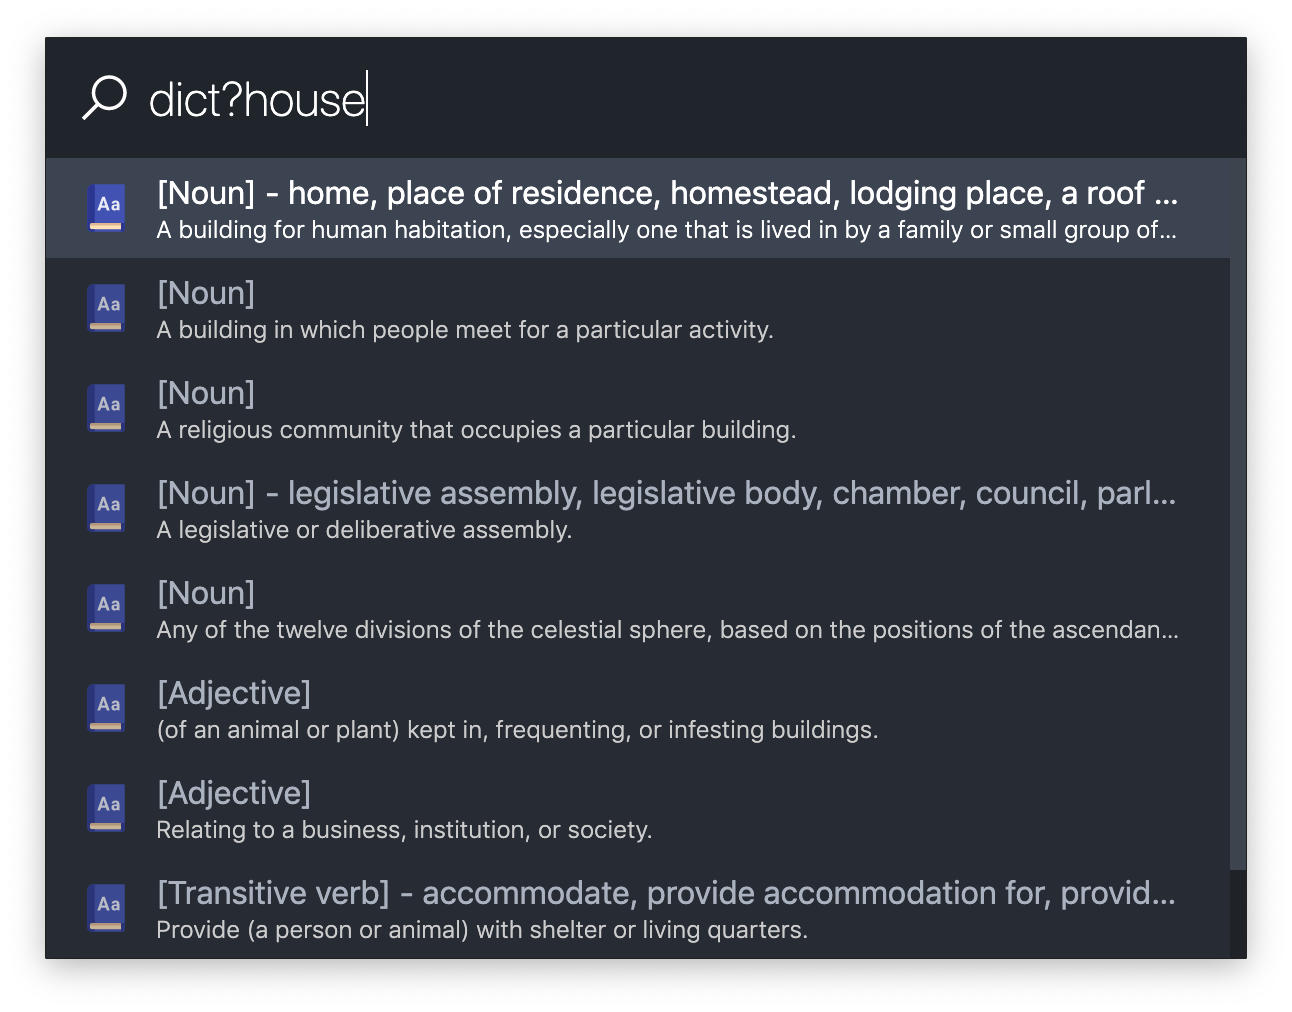 dict?house
Aa [Noun] - home, place of residence, homestead, lodging place, a roof ...
A building for human habitation, especially one that is lived in by a family or small group of...
Aa [Noun]
A building in which people meet for a particular activity.
Aa [Noun]
A religious community that occupies a particular building.
Aa [Noun] - legislative assembly, legislative body, chamber, council, parl...
A legislative or deliberative assembly.
Aa [Noun]
Any of the twelve divisions of the celestial sphere, based on the positions of the ascendan...
Aa [Adjective]
(of an animal or plant) kept in, frequenting, or infesting buildings.
Aa [Adjective]
Relating to a business, institution, or society.
Aa [Transitive verb] - accommodate, provide accommodation for, provid...
Provide (a person or animal) with shelter or living quarters.